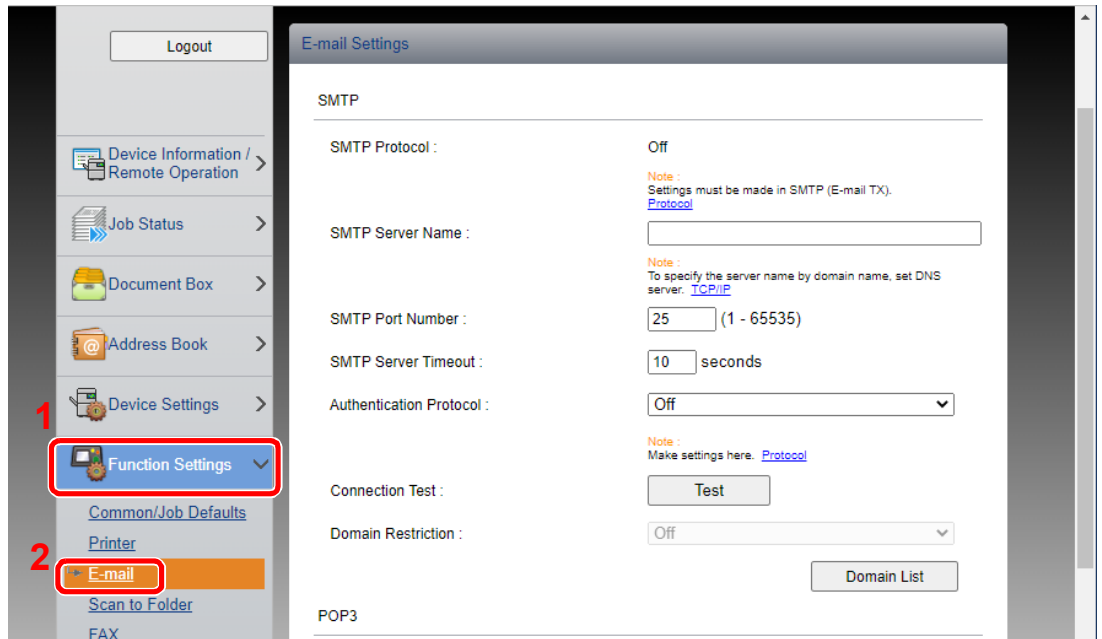 Logout
Device Information /
Remote Operation
Job Status
Document Box
Address Book
Device Settings
1
Function Settings
Common/Job Defaults
Printer
2
E-mail
Scan to Folder
FAX
E-mail Settings
SMTP
SMTP Protocol : Off
Note :
Settings must be made in SMTP (E-mail TX).
Protocol
SMTP Server Name :
Note :
To specify the server name by domain name, set DNS
server. TCP/IP
SMTP Port Number : 25 (1 - 65535)
SMTP Server Timeout : 10 seconds
Authentication Protocol : Off
Note :
Make settings here. Protocol
Connection Test : Test
Domain Restriction : Off
Domain List
POP3